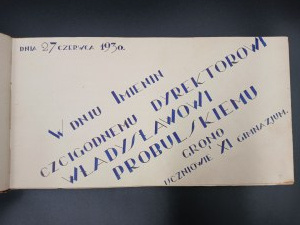 DNIA 27 CZERWCA 1930.
W DNIU IMIENIN
CZCIGODNEMU DYREKTOROWI
WŁADYSŁAWOWI
PROBULSKIEMU
GRONO
UCZNIOWIE XI GIMNAZJUM.